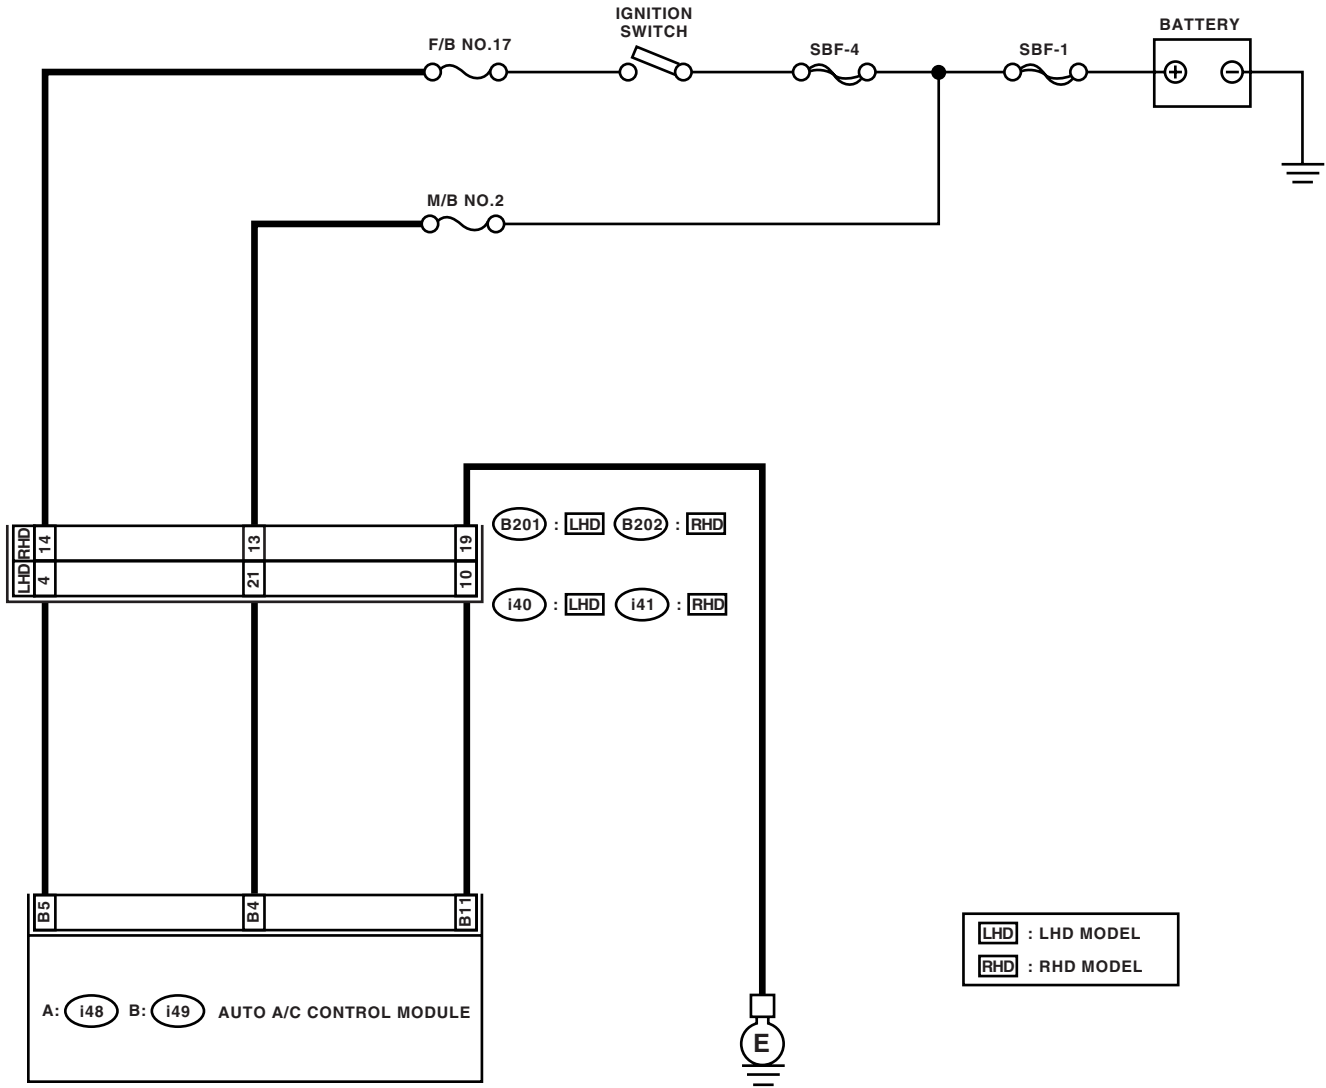 IGNITION
SWITCH
F/B NO.17
SBF-4
SBF-1
BATTERY
+ −
M/B NO.2
RHD 14 13 19
LHD 4 21 10
B201 : LHD B202 : RHD
i40 : LHD i41 : RHD
B5 B4 B11
A: i48 B: i49 AUTO A/C CONTROL MODULE
LHD : LHD MODEL
RHD : RHD MODEL
E